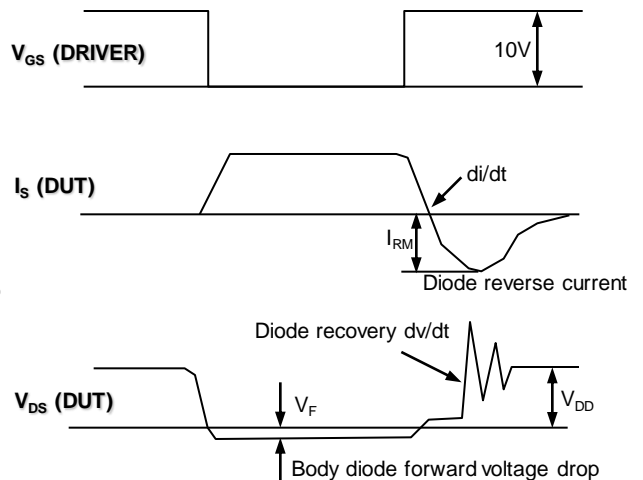 V_GS (DRIVER)
10V
I_S (DUT)
di/dt
I_RM
Diode reverse current
Diode recovery dv/dt
V_DS (DUT)
V_F
V_DD
Body diode forward voltage drop